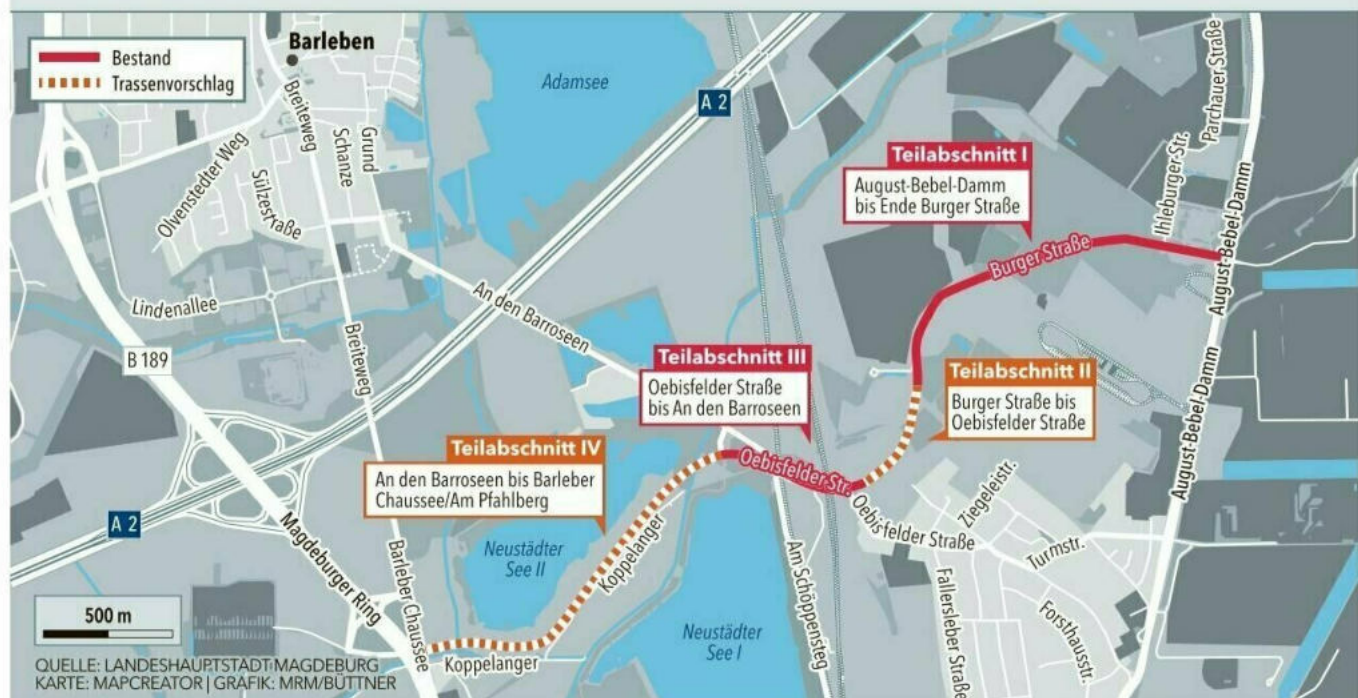 Bestand
Trassenvorschlag
Barleben
Breiteweg
Grund
Schanze
Olvenstedter Weg
Sülzestraße
Lindenallee
B 189
Breiteweg
Adamsee
A 2
An den Barroseen
Teilabschnitt I
August-Bebel-Damm
bis Ende Burger Straße
Burger Straße
Ihleburger Str.
Parchauer Straße
August-Bebel-Damm
August-Bebel-Damm
Teilabschnitt III
Oebisfelder Straße
bis An den Barroseen
Teilabschnitt II
Burger Straße bis
Oebisfelder Straße
Teilabschnitt IV
An den Barroseen bis Barleber
Chaussee/Am Pfahlberg
Oebisfelder-Str.
Oebisfelder Straße
Ziegeleistr.
Turmstr.
Fallersleber Straße
Forsthausstr.
Am Schöppensteg
A 2
Magdeburger Ring
Barleber Chaussee
Neustädter
See II
Koppelanger
Koppelanger
Neustädter
See I
500 m
QUELLE: LANDESHAUPTSTADT MAGDEBURG
KARTE: MAPCREATOR | GRAFIK: MRM/BÜTTNER